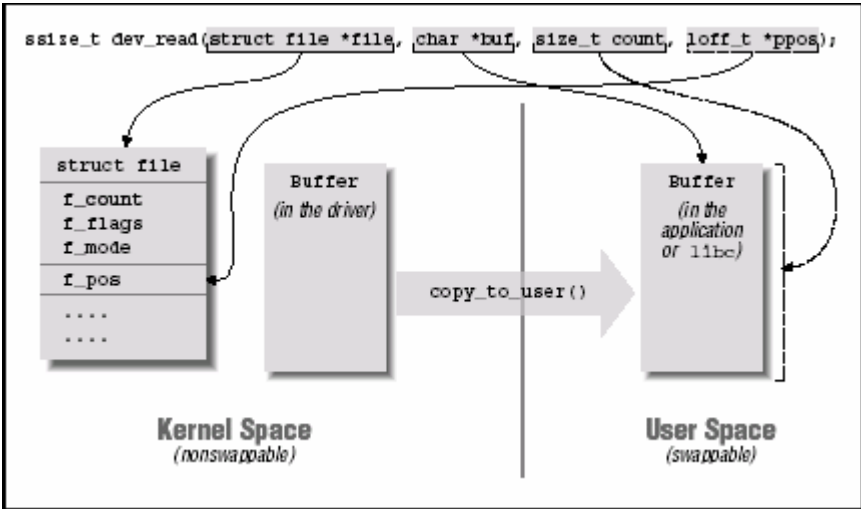 ssize_t dev_read(struct file *file, char *buf, size_t count, loff_t *ppos);
struct file
f_count
f_flags
f_mode
f_pos
....
....
Buffer
(in the driver)
copy_to_user()
Buffer
(in the
application
or libc)
Kernel Space
(nonswappable)
User Space
(swappable)